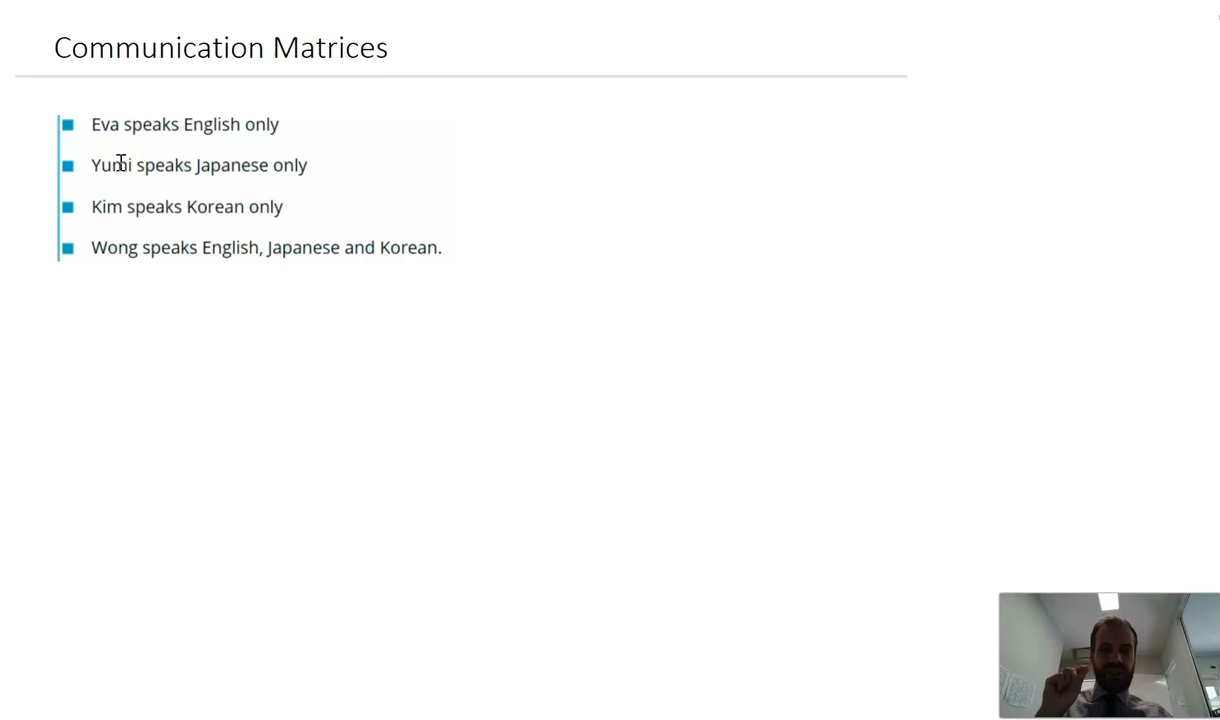 Communication Matrices
Eva speaks English only
Yumi speaks Japanese only
Kim speaks Korean only
Wong speaks English, Japanese and Korean.